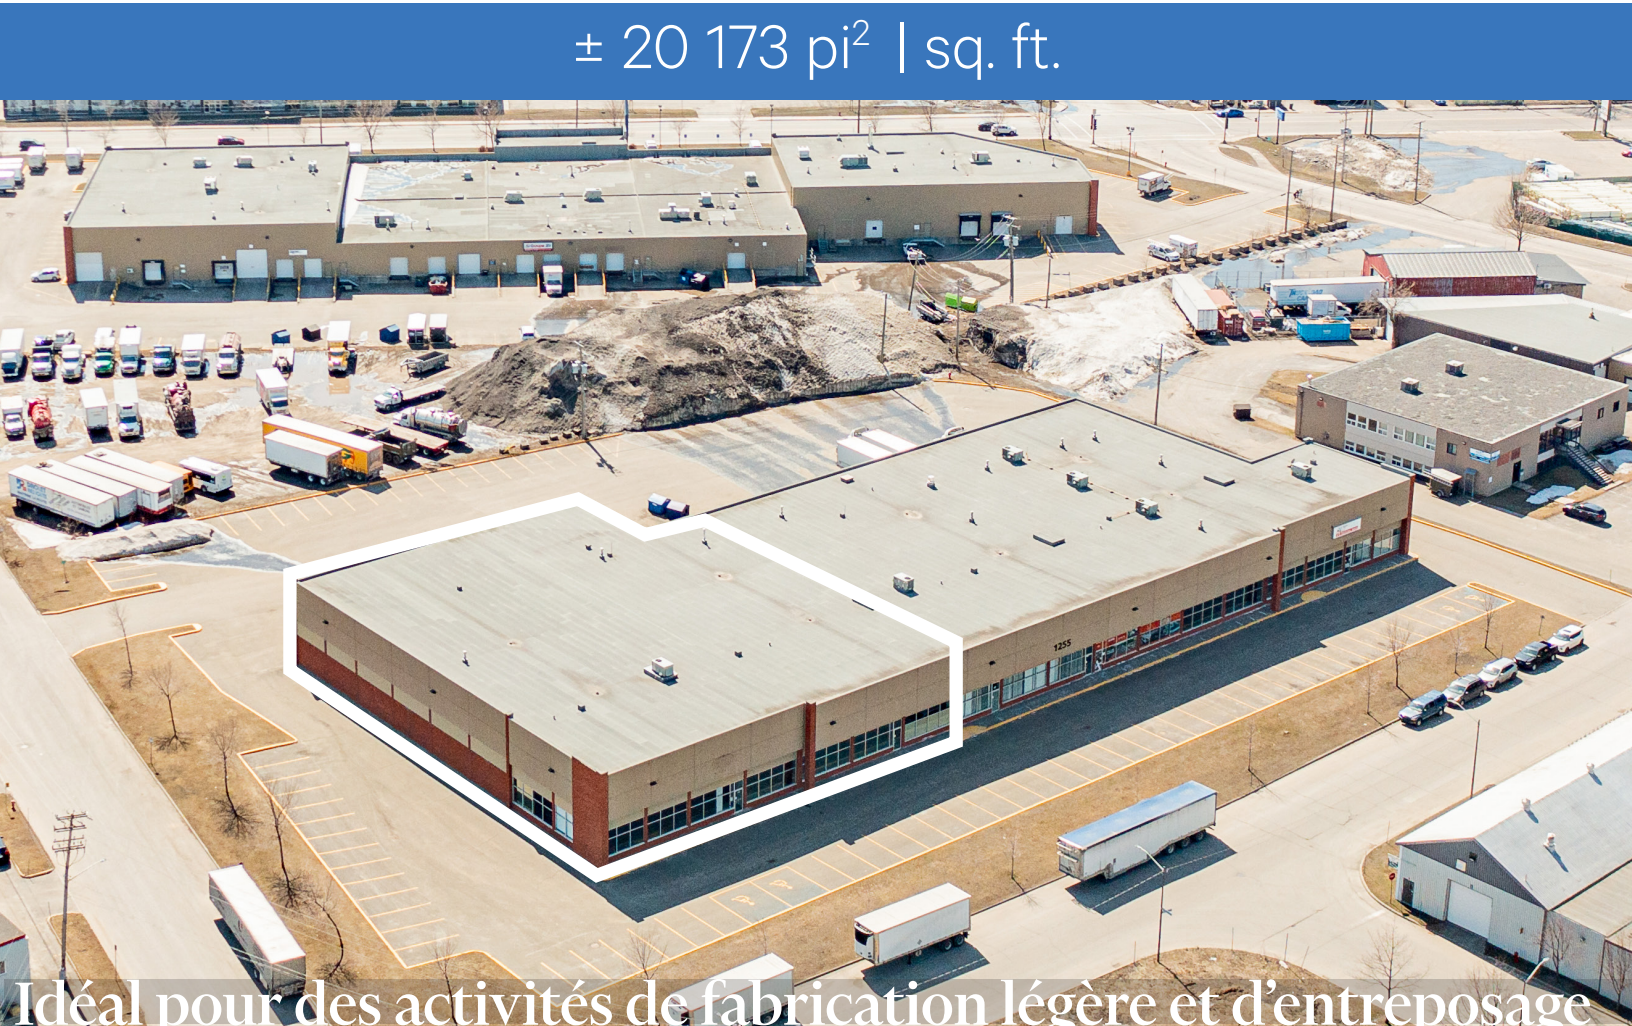 ± 20 173 pi² | sq. ft.
1255
Idéal pour des activités de fabrication légère et d'entreposage